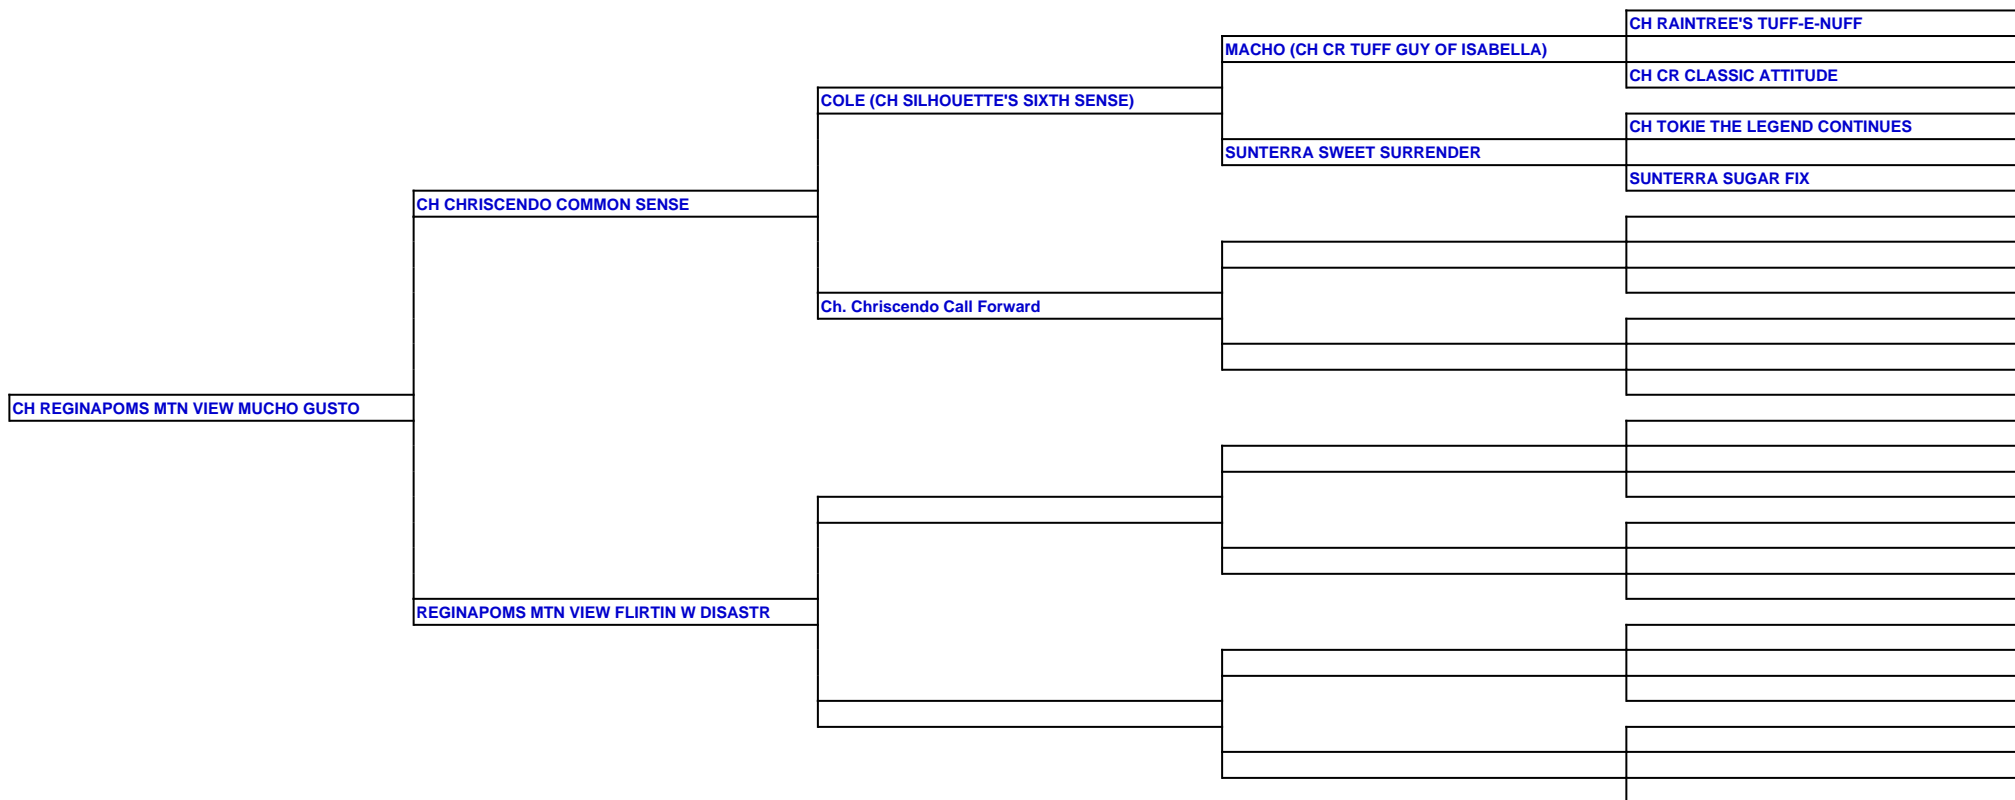 CH RAINTREE'S TUFF-E-NUFF
MACHO (CH CR TUFF GUY OF ISABELLA)
CH CR CLASSIC ATTITUDE
COLE (CH SILHOUETTE'S SIXTH SENSE)
CH TOKIE THE LEGEND CONTINUES
SUNTERRA SWEET SURRENDER
SUNTERRA SUGAR FIX
CH CHRISCENDO COMMON SENSE
Ch. Chriscendo Call Forward
CH REGINAPOMS MTN VIEW MUCHO GUSTO
REGINAPOMS MTN VIEW FLIRTIN W DISASTR